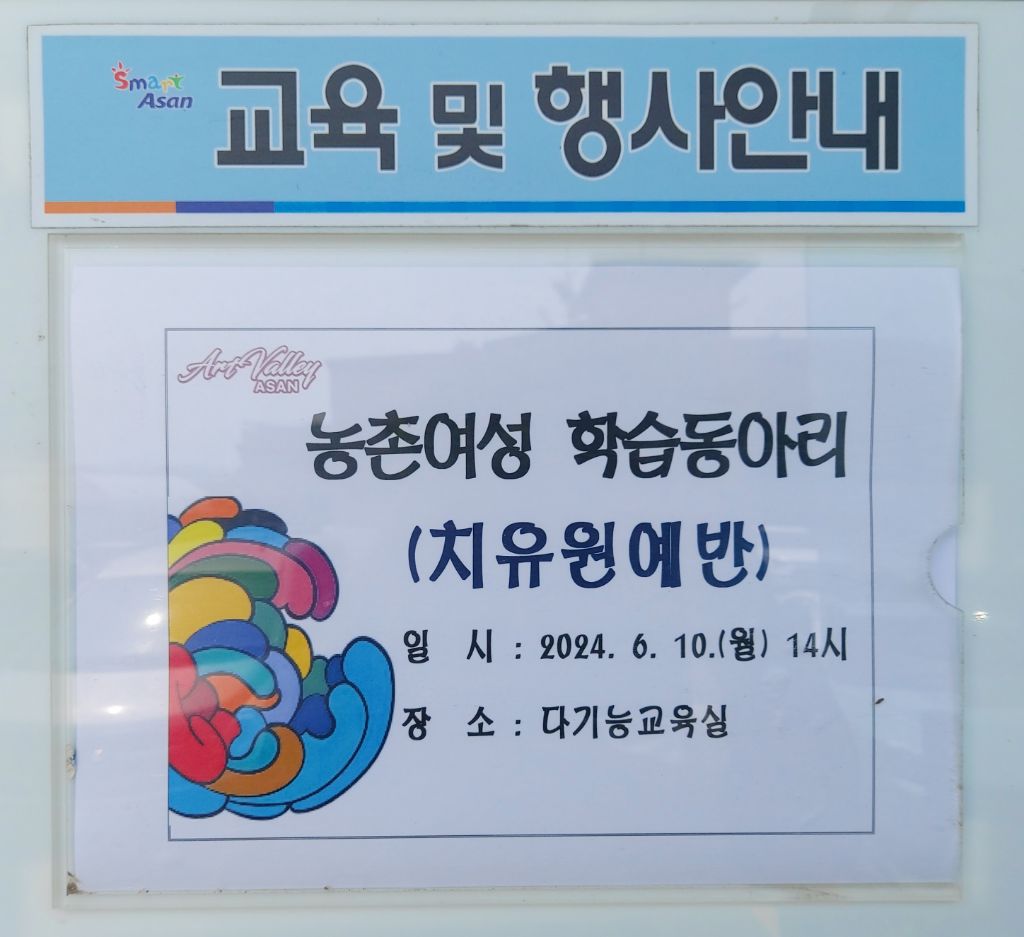 Smart
Asan
교육 및 행사안내
Art Valley
ASAN
농촌여성 학습동아리
(치유원예반)
일 시 : 2024. 6. 10.(월) 14시
장 소 : 다기능교육실